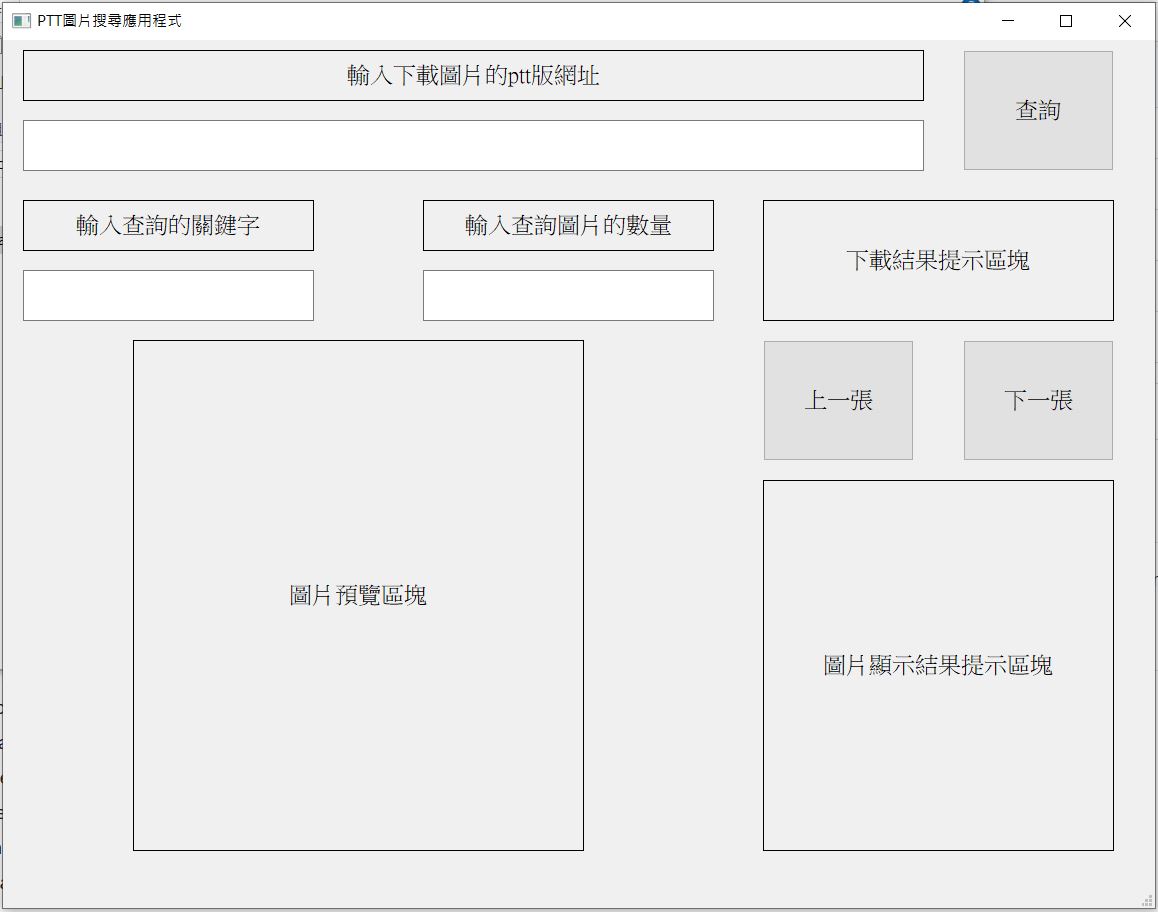 PTT圖片搜尋應用程式
輸入下載圖片的ptt版網址
查詢
輸入查詢的關鍵字
輸入查詢圖片的數量
下載結果提示區塊
上一張
下一張
圖片預覽區塊
圖片顯示結果提示區塊